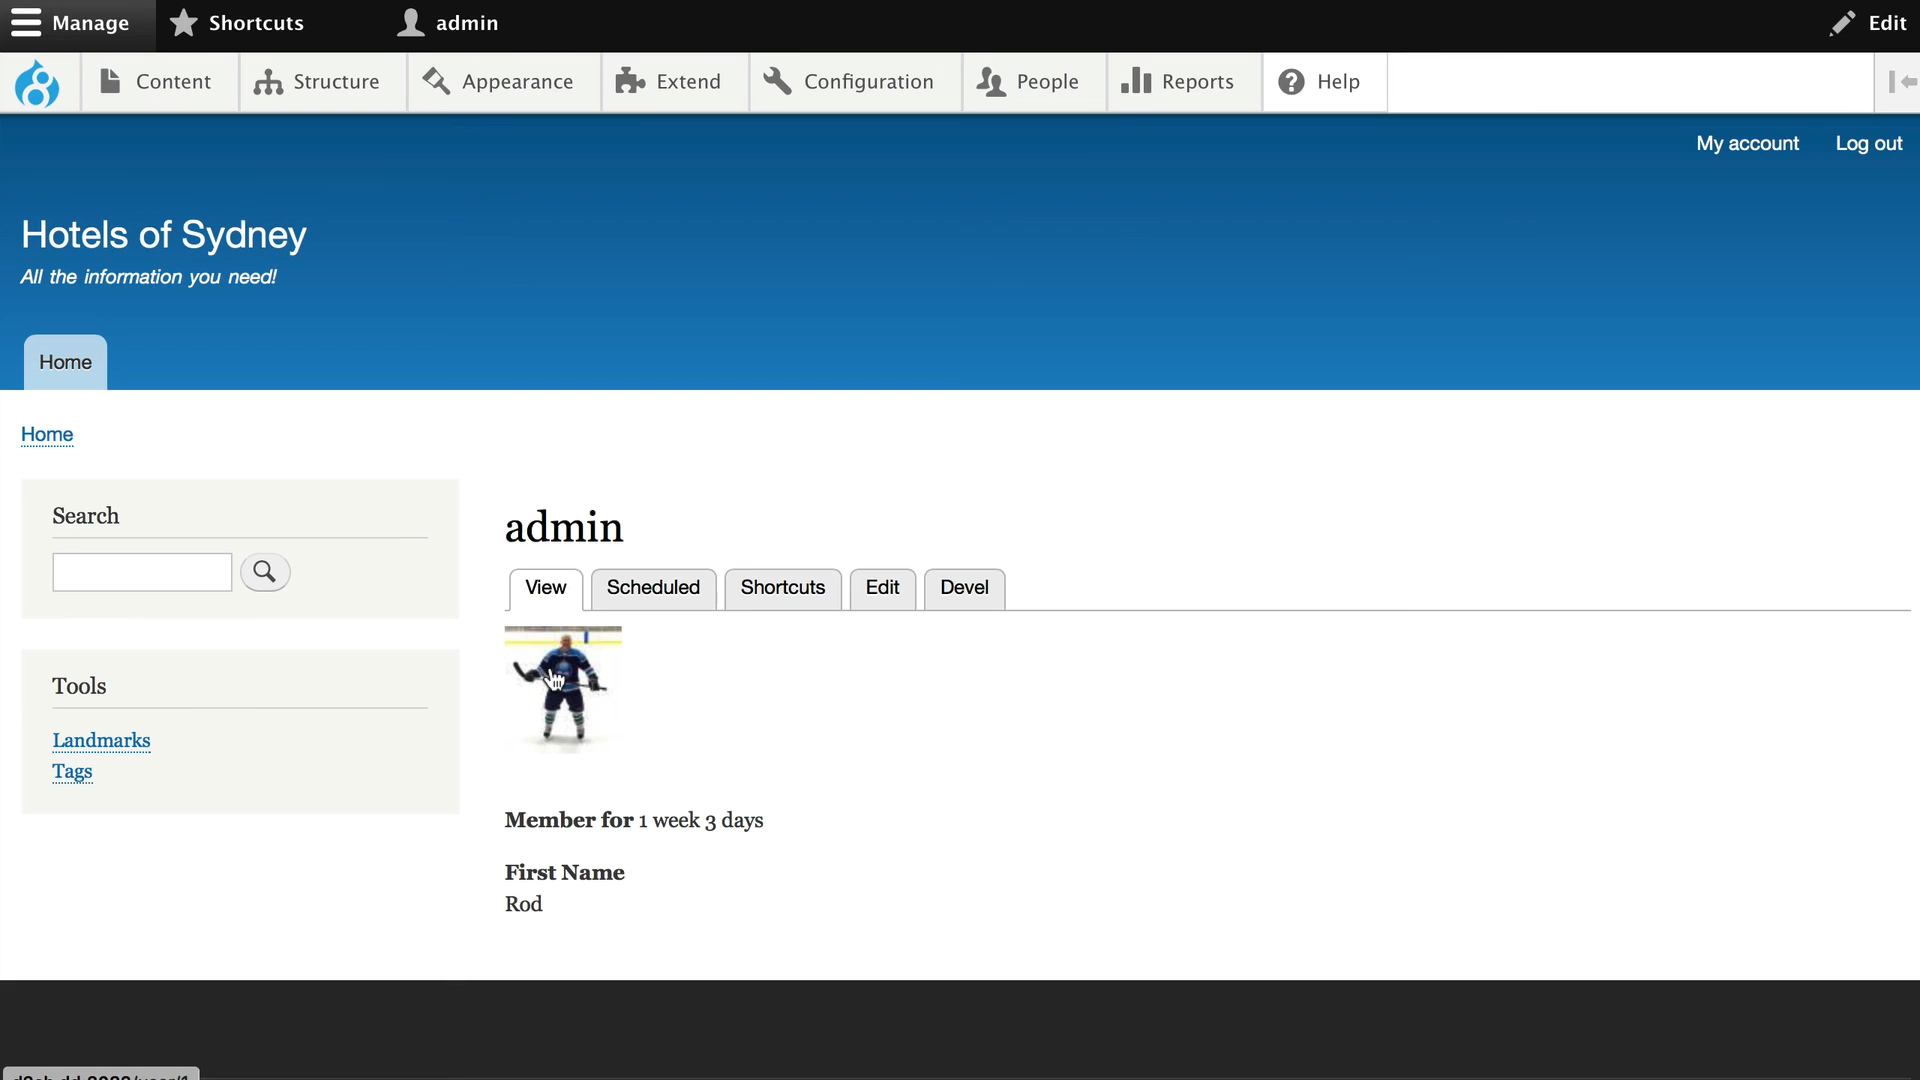 Manage Shortcuts admin Edit
Content Structure Appearance Extend Configuration People Reports Help
My account Log out
Hotels of Sydney
All the information you need!
Home
Home
Search
admin
View Scheduled Shortcuts Edit Devel
Tools
Landmarks
Tags
Member for 1 week 3 days
First Name
Rod